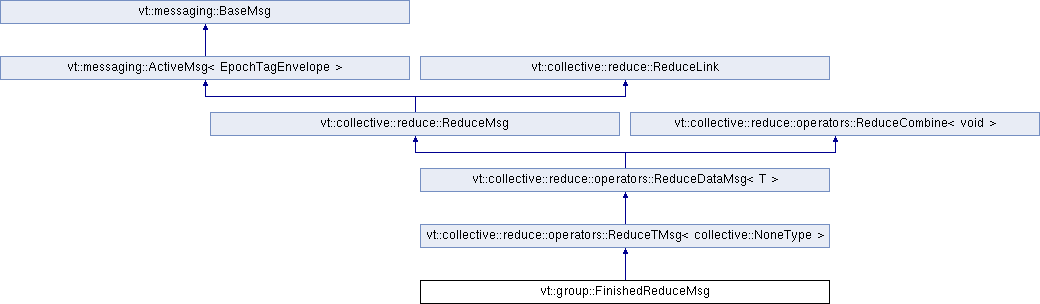 vt::messaging::BaseMsg
vt::messaging::ActiveMsg< EpochTagEnvelope >
vt::collective::reduce::ReduceLink
vt::collective::reduce::ReduceMsg
vt::collective::reduce::operators::ReduceCombine< void >
vt::collective::reduce::operators::ReduceDataMsg< T >
vt::collective::reduce::operators::ReduceTMsg< collective::NoneType >
vt::group::FinishedReduceMsg